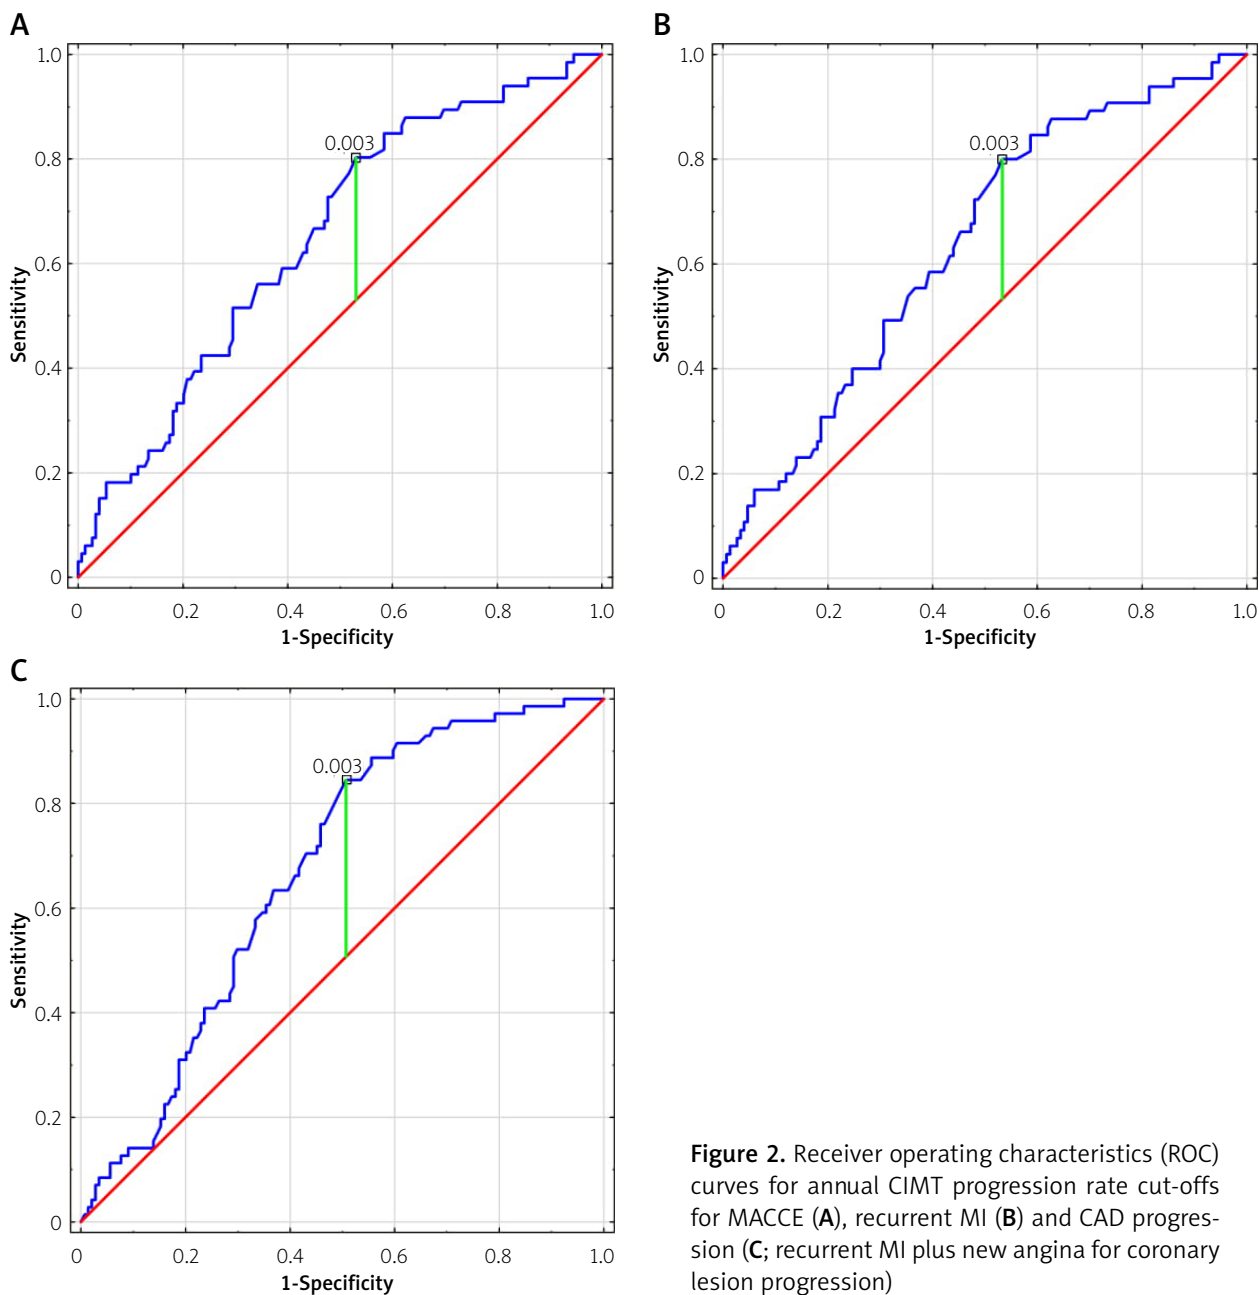 A
1.0
0.8
0.6
0.4
0.2
0
Sensitivity
0.003
0 0.2 0.4 0.6 0.8 1.0
1-Specificity
B
1.0
0.8
0.6
0.4
0.2
0
Sensitivity
0.003
0 0.2 0.4 0.6 0.8 1.0
1-Specificity
C
1.0
0.8
0.6
0.4
0.2
0
Sensitivity
0.003
0 0.2 0.4 0.6 0.8 1.0
1-Specificity
Figure 2. Receiver operating characteristics (ROC)
curves for annual CIMT progression rate cut-offs
for MACCE (A), recurrent MI (B) and CAD progres-
sion (C; recurrent MI plus new angina for coronary
lesion progression)